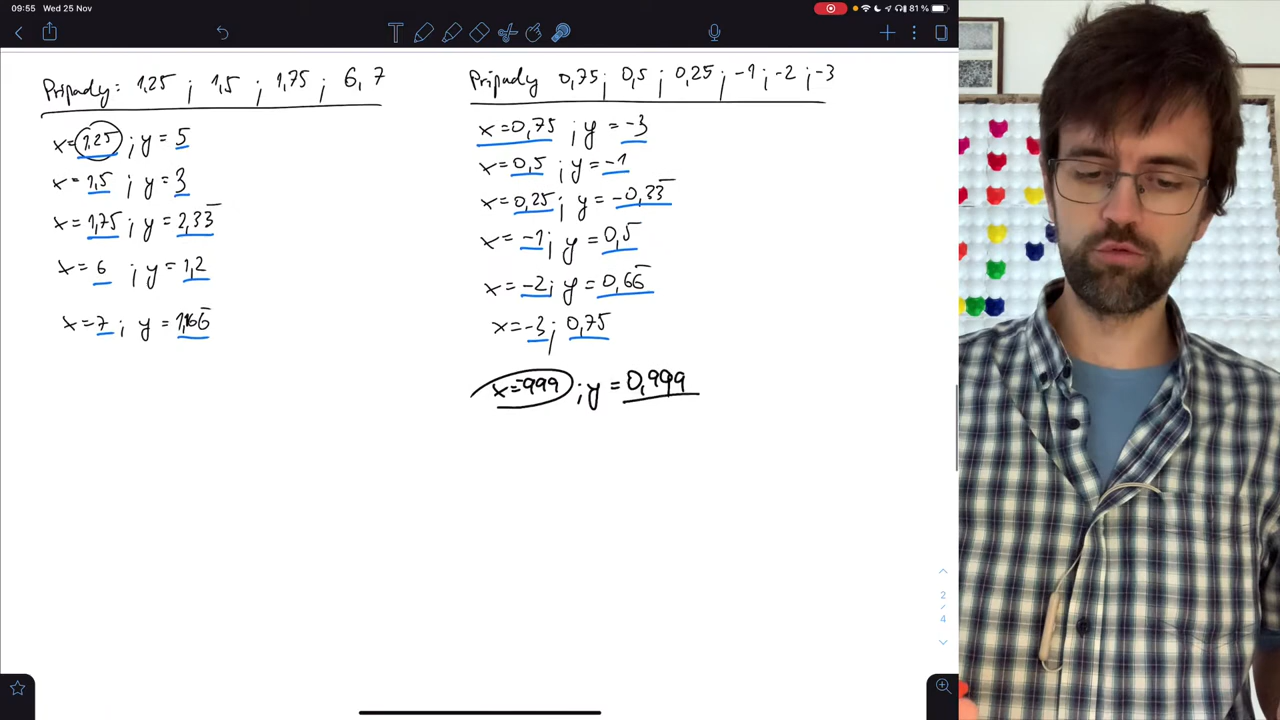 09:55 Wed 25 Nov
81 %
Prípady: 1,25 ; 1,5 ; 1,75 ; 6, 7
x=1,25 ; y = 5
x=1,5 ; y = 3
x=1,75 ; y = 2,33̅
x= 6 ; y = 1,2
x=7 ; y = 1,166̅
Prípady 0,75; 0,5 ; 0,25 ; -1 ; -2 ; -3
x=0,75 ; y = -3
x= 0,5 ; y= -1
x= 0,25 ; y = -0,33̅
x= -1 ; y = 0,5
x= -2 ; y = 0,66̅
x=-3 ; 0,75
x=-999 ; y = 0,999
2
/
4